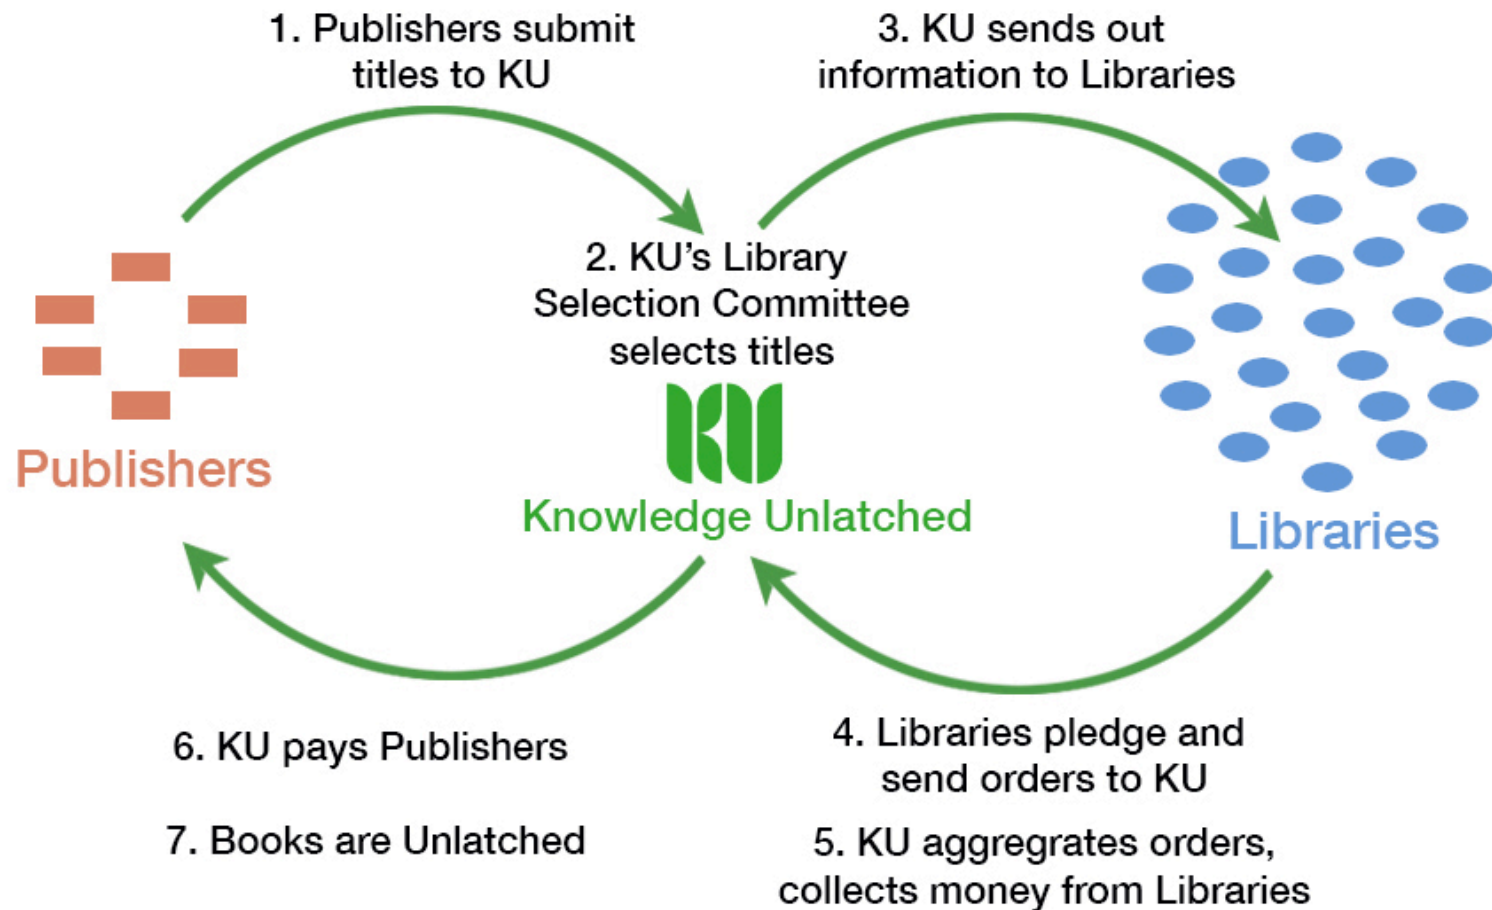 1. Publishers submit
titles to KU
3. KU sends out
information to Libraries
2. KU’s Library
Selection Committee
selects titles
KU
Knowledge Unlatched
Publishers
Libraries
6. KU pays Publishers
7. Books are Unlatched
4. Libraries pledge and
send orders to KU
5. KU aggregrates orders,
collects money from Libraries